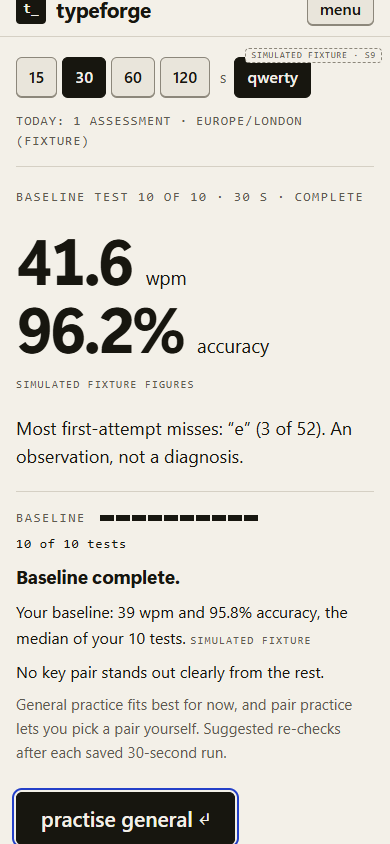 t_ typeforge menu
SIMULATED FIXTURE · S9
15 30 60 120 s qwerty
TODAY: 1 ASSESSMENT · EUROPE/LONDON
(FIXTURE)
BASELINE TEST 10 OF 10 · 30 S · COMPLETE
41.6 wpm
96.2% accuracy
SIMULATED FIXTURE FIGURES
Most first-attempt misses: “e” (3 of 52). An
observation, not a diagnosis.
BASELINE
10 of 10 tests
Baseline complete.
Your baseline: 39 wpm and 95.8% accuracy, the
median of your 10 tests. SIMULATED FIXTURE
No key pair stands out clearly from the rest.
General practice fits best for now, and pair practice
lets you pick a pair yourself. Suggested re-checks
after each saved 30-second run.
practise general ↵